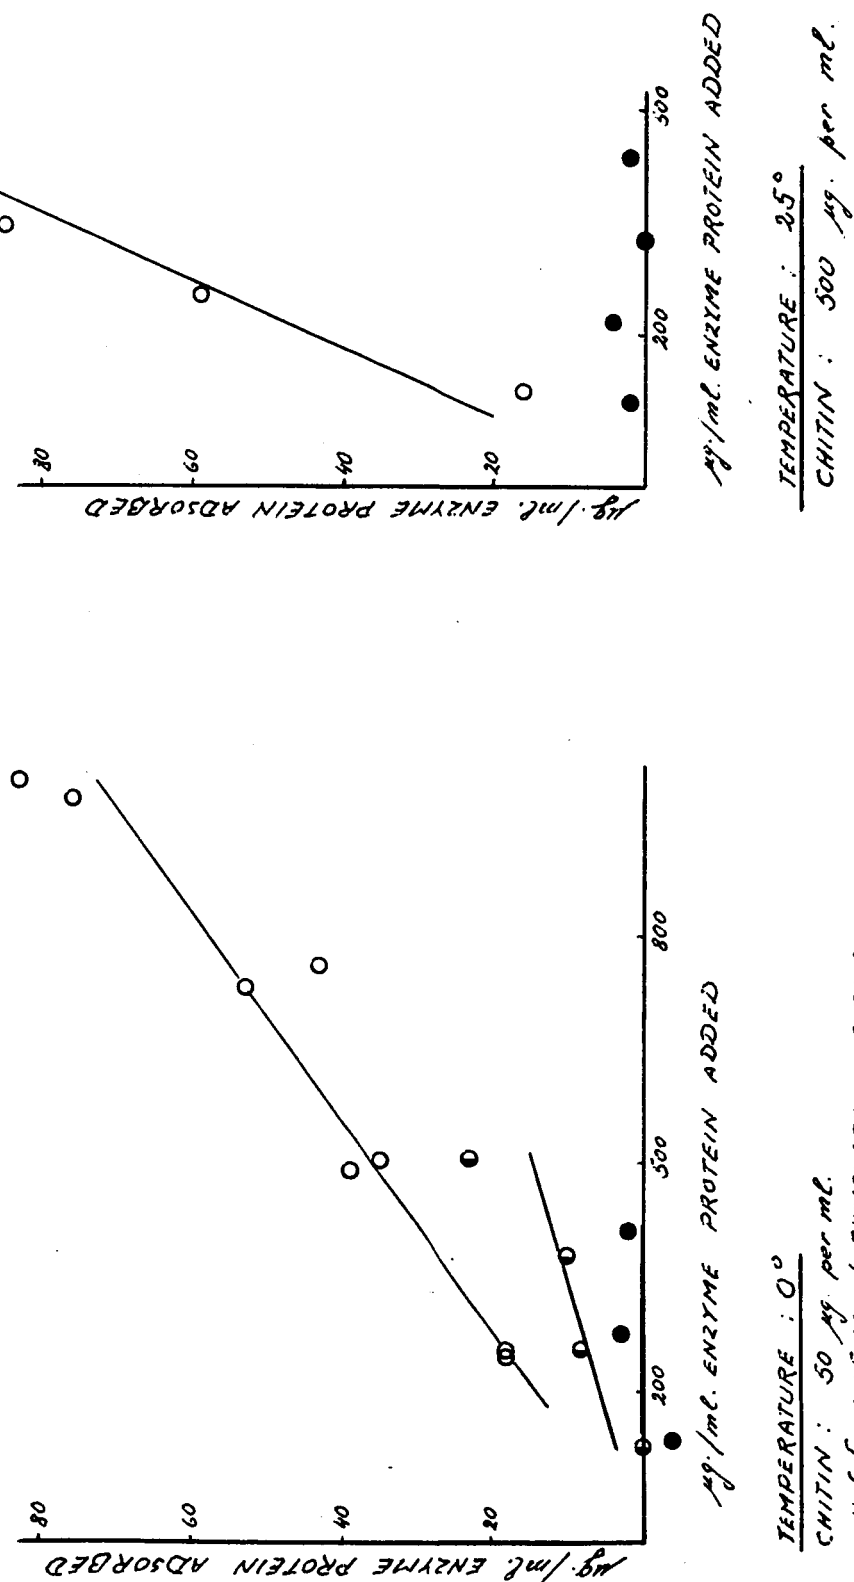 80
60
40
20
µg./ml. ENZYME PROTEIN ADSORBED
200
500
800
µg./ml. ENZYME PROTEIN ADDED
TEMPERATURE : 0°
CHITIN : 50 µg. per ml.
80
60
40
20
µg./ml. ENZYME PROTEIN ADSORBED
200
500
µg./ml. ENZYME PROTEIN ADDED
TEMPERATURE : 25°
CHITIN : 500 µg. per ml.